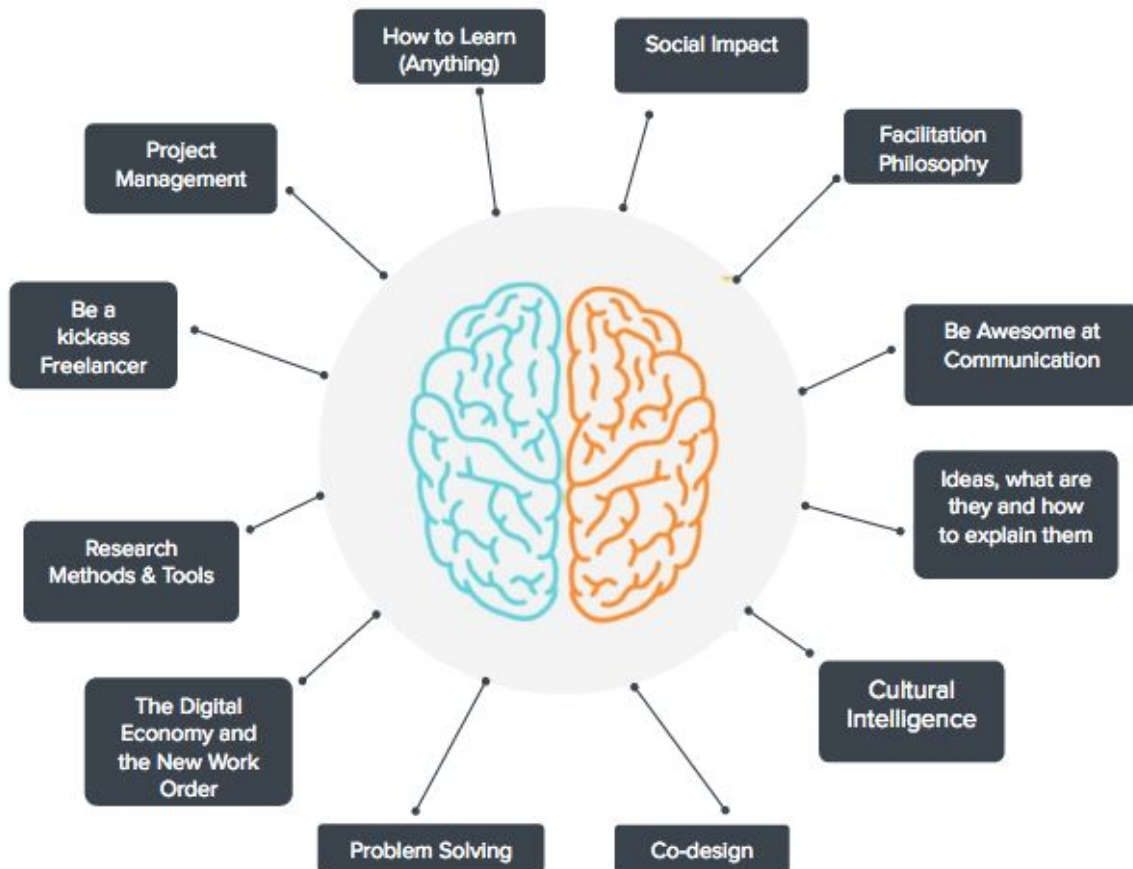 How to Learn
(Anything)
Social Impact
Facilitation
Philosophy
Project
Management
Be a
kickass
Freelancer
Be Awesome at
Communication
Ideas, what are
they and how
to explain them
Research
Methods & Tools
Cultural
Intelligence
The Digital
Economy and
the New Work
Order
Problem Solving
Co-design